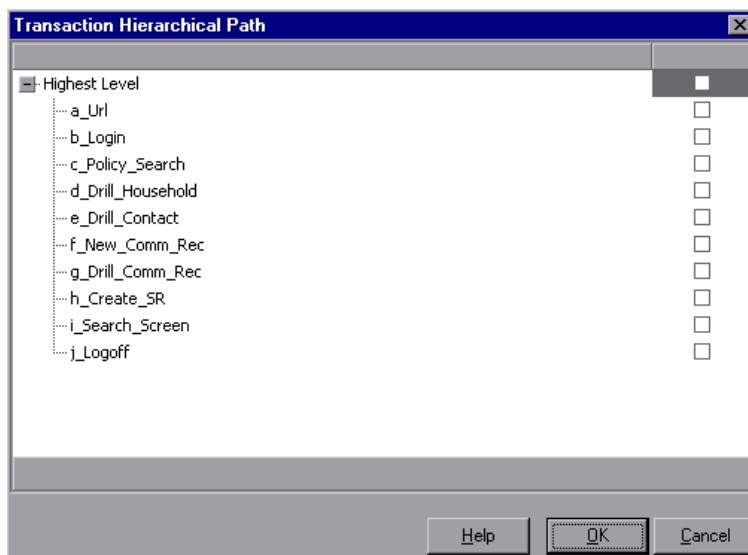 Transaction Hierarchical Path
Highest Level
a_Url
b_Login
c_Policy_Search
d_Drill_Household
e_Drill_Contact
f_New_Comm_Rec
g_Drill_Comm_Rec
h_Create_SR
i_Search_Screen
j_Logoff
Help OK Cancel